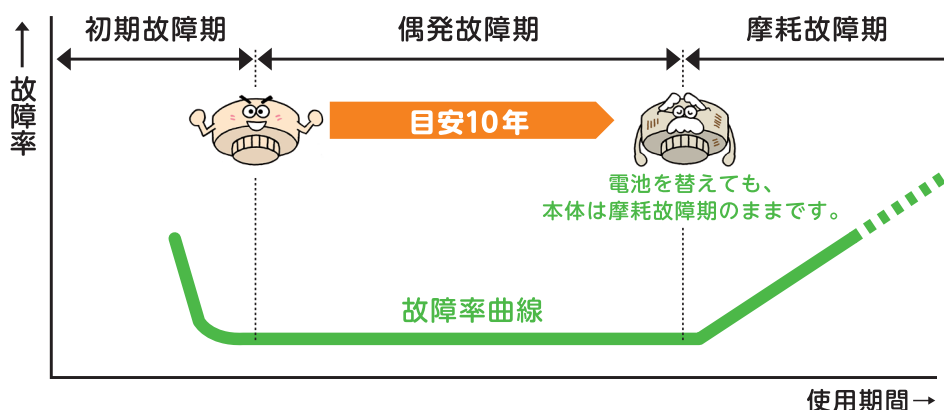 初期故障期
偶発故障期
摩耗故障期
故障率
目安10年
電池を替えても、
本体は摩耗故障期のままです。
故障率曲線
使用期間→